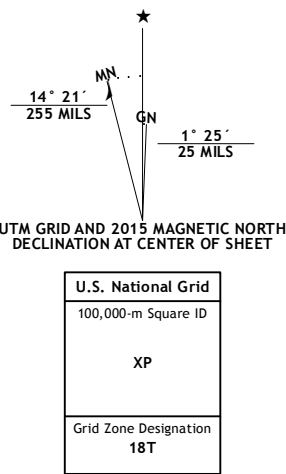 MN
GN
14° 21´
255 MILS
1° 25´
25 MILS
UTM GRID AND 2015 MAGNETIC NORTH
DECLINATION AT CENTER OF SHEET
U.S. National Grid
100,000-m Square ID
XP
Grid Zone Designation
18T